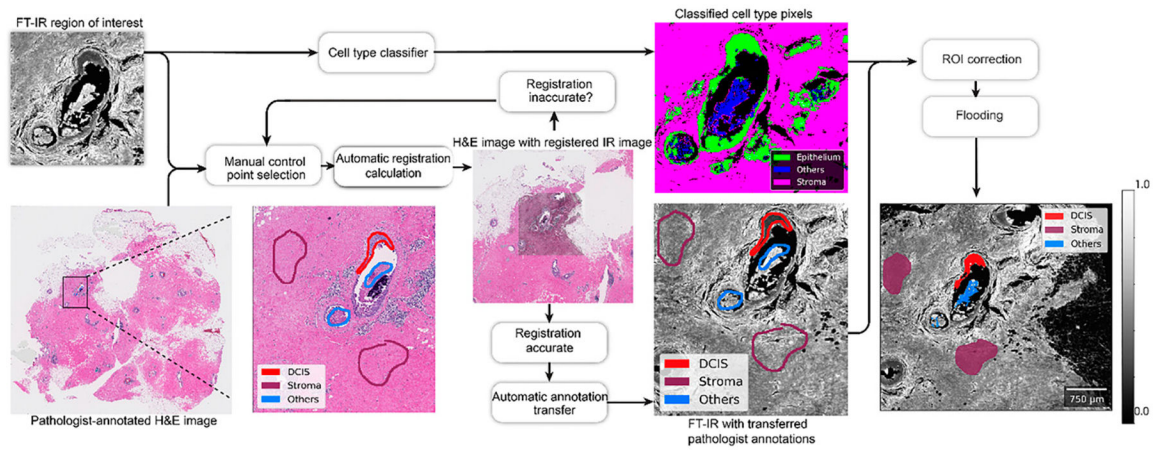 FT-IR region of interest
Classified cell type pixels
Cell type classifier
ROI correction
Registration
inaccurate?
Flooding
H&E image with registered IR image
Manual control
point selection
Automatic registration
calculation
Epithelium
Others
Stroma
1.0
DCIS
Stroma
Others
Registration
accurate
DCIS
Stroma
Others
DCIS
Stroma
Others
750 µm
0.0
Automatic annotation
transfer
Pathologist-annotated H&E image
FT-IR with transferred
pathologist annotations